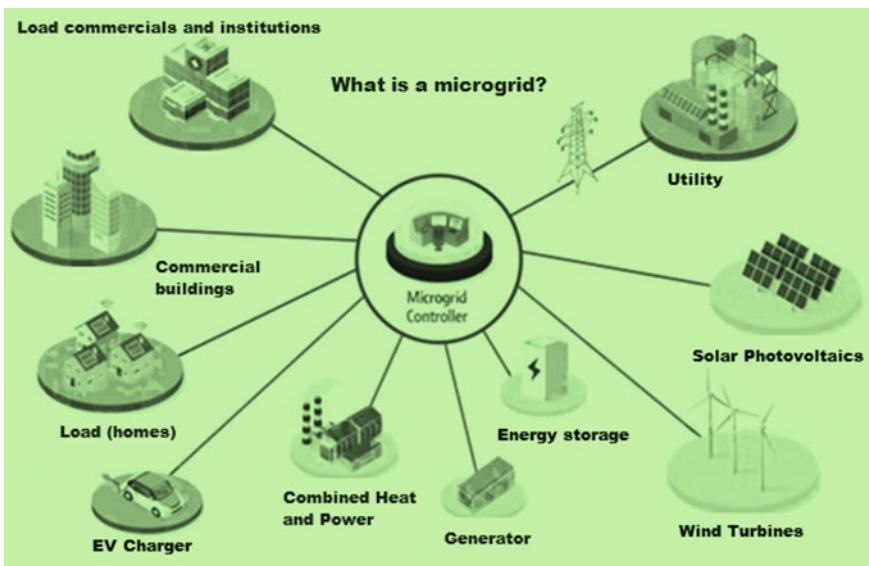 Load commercials and institutions
What is a microgrid?
Utility
Commercial
buildings
Microgrid
Controller
Solar Photovoltaics
Load (homes)
Energy storage
Combined Heat
and Power
Generator
Wind Turbines
EV Charger